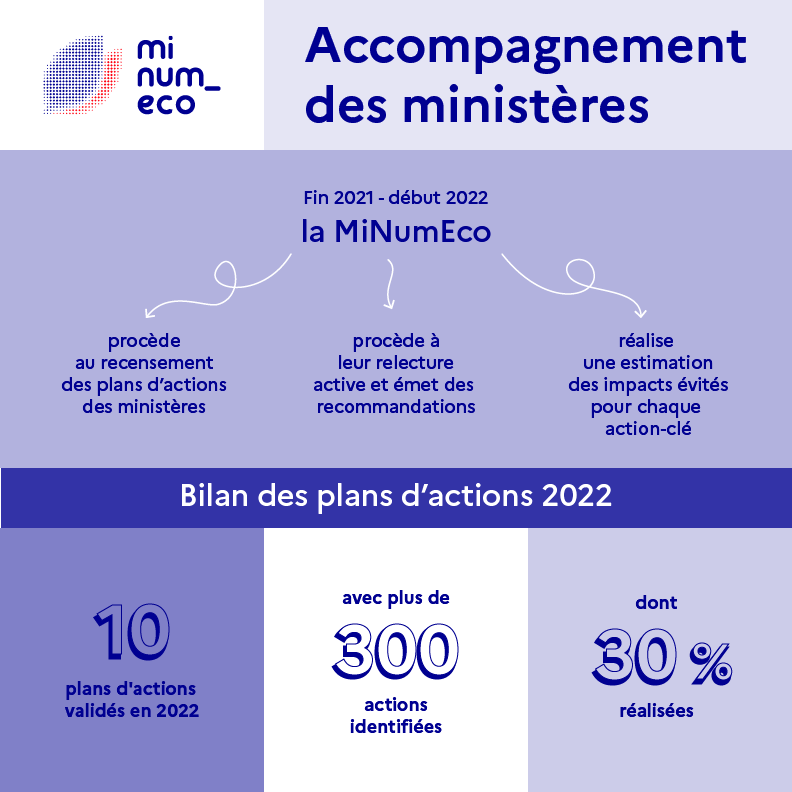 mi
num_
eco
Accompagnement
des ministères
Fin 2021 - début 2022
la MiNumEco
procède
au recensement
des plans d’actions
des ministères
procède à
leur relecture
active et émet des
recommandations
réalise
une estimation
des impacts évités
pour chaque
action-clé
Bilan des plans d’actions 2022
10
plans d'actions
validés en 2022
avec plus de
300
actions
identifiées
dont
30 %
réalisées